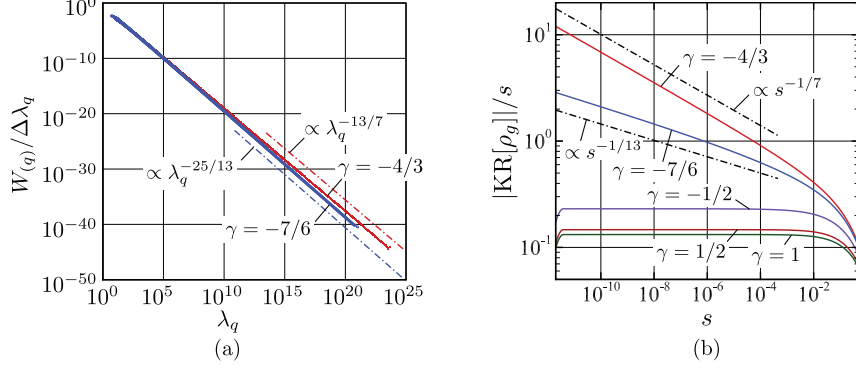 10^0
10^{-10}
10^{-20}
10^{-30}
10^{-40}
10^{-50}
W_{(q)}/Δλ_q
∝ λ_q^{-13/7}
∝ λ_q^{-25/13}
γ = −4/3
γ = −7/6
10^0 10^5 10^{10} 10^{15} 10^{20} 10^{25}
λ_q
(a)
10^1
10^0
10^{-1}
|KR[ρ_g]|/s
γ = −4/3
∝ s^{-1/7}
∝ s^{-1/13}
γ = −7/6
γ = −1/2
γ = 1/2
γ = 1
10^{-10} 10^{-8} 10^{-6} 10^{-4} 10^{-2} 10^0
s
(b)